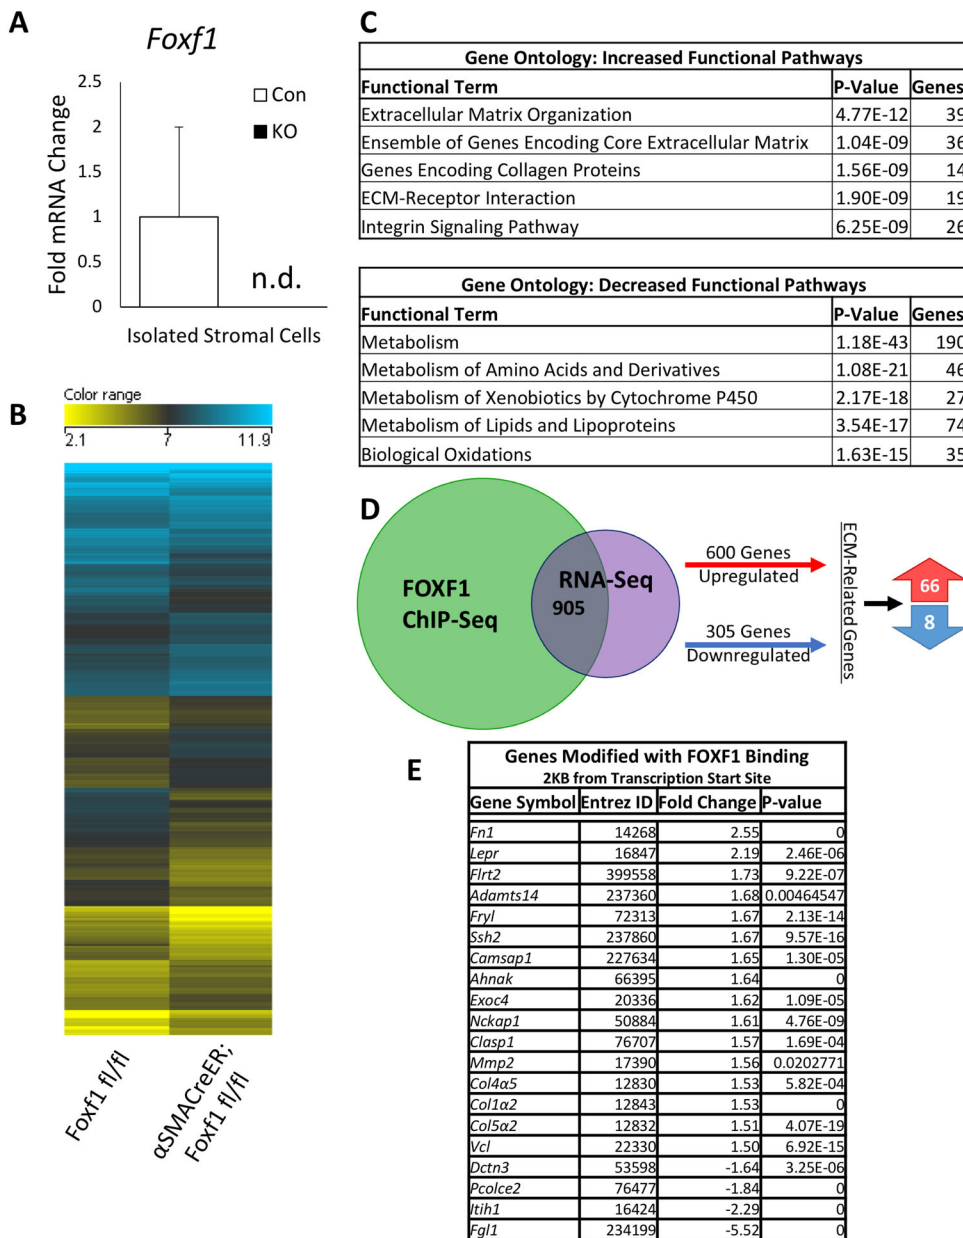 A
Foxf1
2.5
2
1.5
1
0.5
0
Fold mRNA Change
Con
KO
n.d.
Isolated Stromal Cells
B
Color range
2.1 7 11.9
Foxf1 fl/fl
αSMACreER;
Foxf1 fl/fl
C
Gene Ontology: Increased Functional Pathways
Functional Term P-Value Genes
Extracellular Matrix Organization 4.77E-12 39
Ensemble of Genes Encoding Core Extracellular Matrix 1.04E-09 36
Genes Encoding Collagen Proteins 1.56E-09 14
ECM-Receptor Interaction 1.90E-09 19
Integrin Signaling Pathway 6.25E-09 26
Gene Ontology: Decreased Functional Pathways
Functional Term P-Value Genes
Metabolism 1.18E-43 190
Metabolism of Amino Acids and Derivatives 1.08E-21 46
Metabolism of Xenobiotics by Cytochrome P450 2.17E-18 27
Metabolism of Lipids and Lipoproteins 3.54E-17 74
Biological Oxidations 1.63E-15 35
D
FOXF1
ChIP-Seq
RNA-Seq
905
600 Genes
Upregulated
305 Genes
Downregulated
ECM-Related Genes
66
8
E
Genes Modified with FOXF1 Binding
2KB from Transcription Start Site
Gene Symbol Entrez ID Fold Change P-value
Fn1 14268 2.55 0
Lepr 16847 2.19 2.46E-06
Flrt2 399558 1.73 9.22E-07
Adamts14 237360 1.68 0.00464547
Fryl 72313 1.67 2.13E-14
Ssh2 237860 1.67 9.57E-16
Camsap1 227634 1.65 1.30E-05
Ahnak 66395 1.64 0
Exoc4 20336 1.62 1.09E-05
Nckap1 50884 1.61 4.76E-09
Clasp1 76707 1.57 1.69E-04
Mmp2 17390 1.56 0.0202771
Col4α5 12830 1.53 5.82E-04
Col1α2 12843 1.53 0
Col5α2 12832 1.51 4.07E-19
Vcl 22330 1.50 6.92E-15
Dctn3 53598 -1.64 3.25E-06
Pcolce2 76477 -1.84 0
Itih1 16424 -2.29 0
Fgl1 234199 -5.52 0